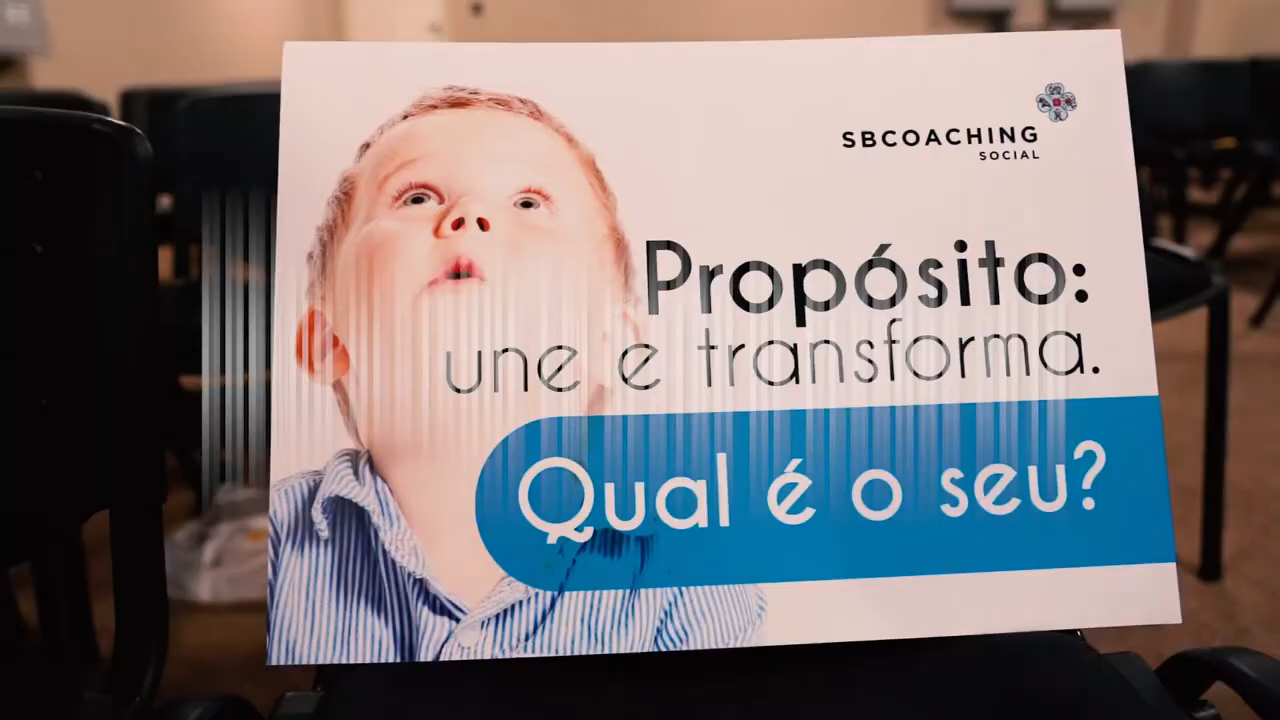 SBCOACHING
SOCIAL
Propósito:
une e transforma.
Qual é o seu?